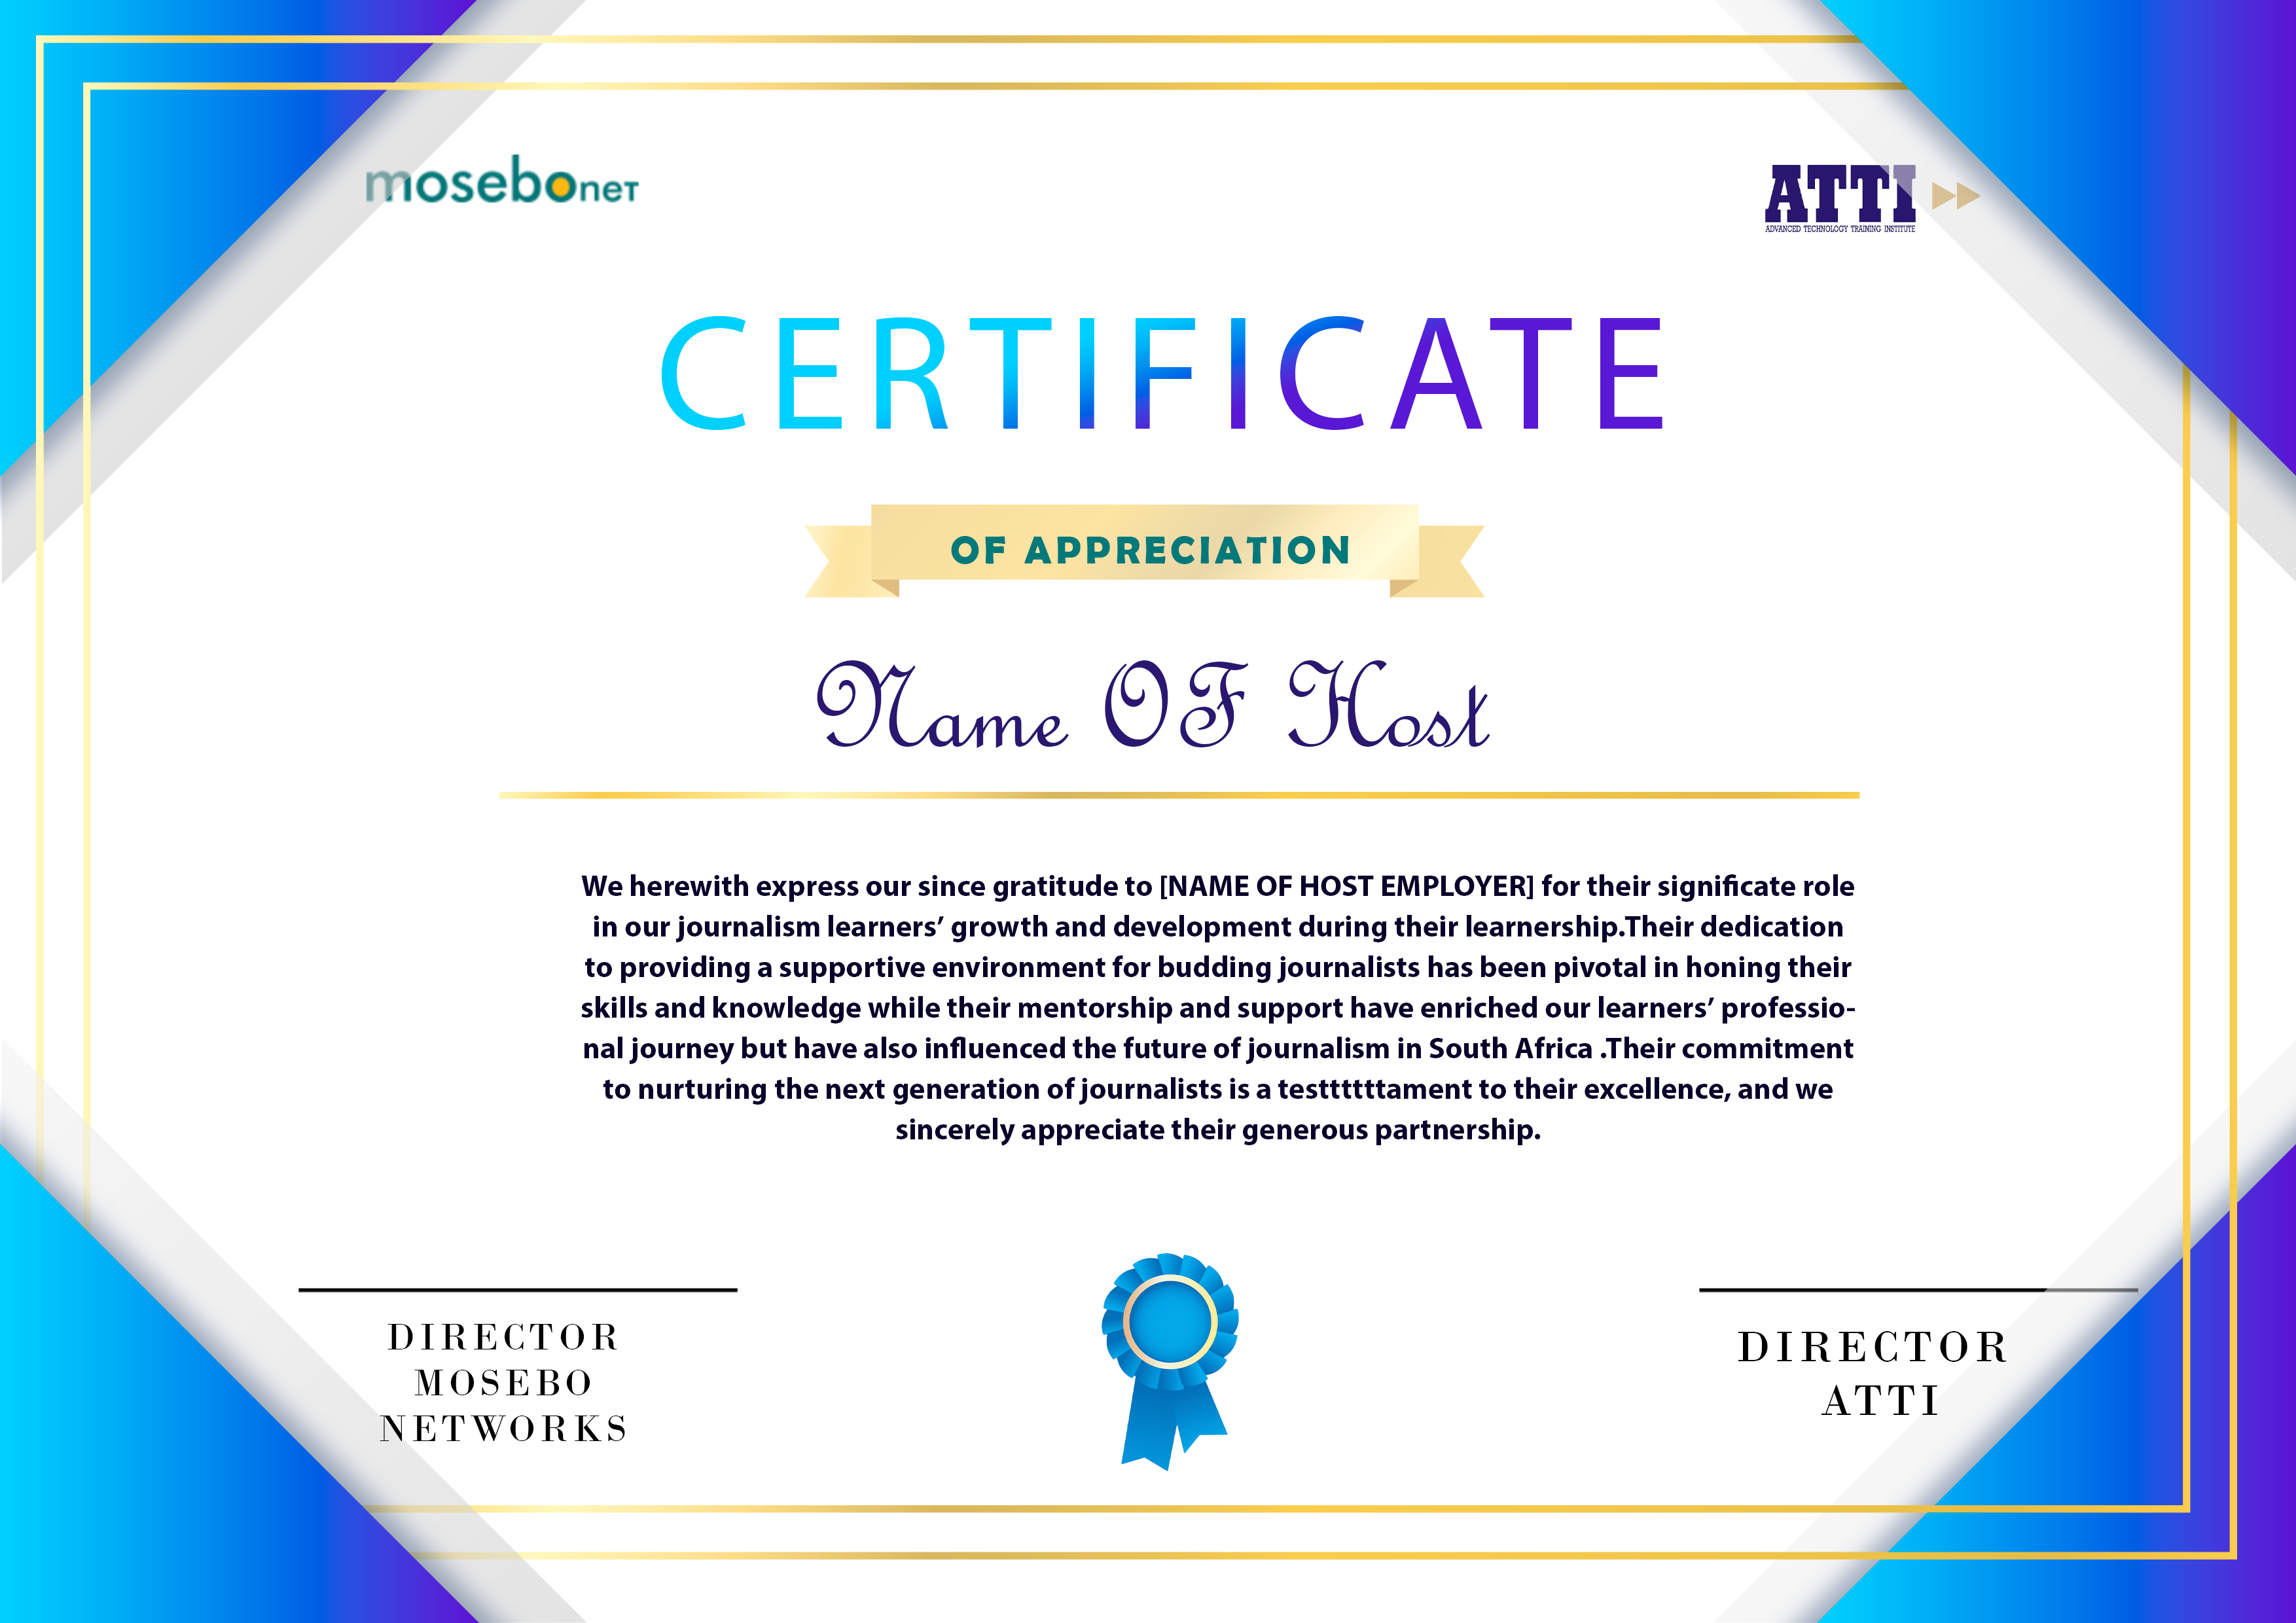 moseboneT
ATTI
ADVANCED TECHNOLOGY TRAINING INSTITUTE
CERTIFICATE
OF APPRECIATION
Name OF Host
We herewith express our since gratitude to [NAME OF HOST EMPLOYER] for their significate role
in our journalism learners’ growth and development during their learnership.Their dedication
to providing a supportive environment for budding journalists has been pivotal in honing their
skills and knowledge while their mentorship and support have enriched our learners’ professio-
nal journey but have also influenced the future of journalism in South Africa .Their commitment
to nurturing the next generation of journalists is a testttttttament to their excellence, and we
sincerely appreciate their generous partnership.
DIRECTOR
MOSEBO
NETWORKS
DIRECTOR
ATTI